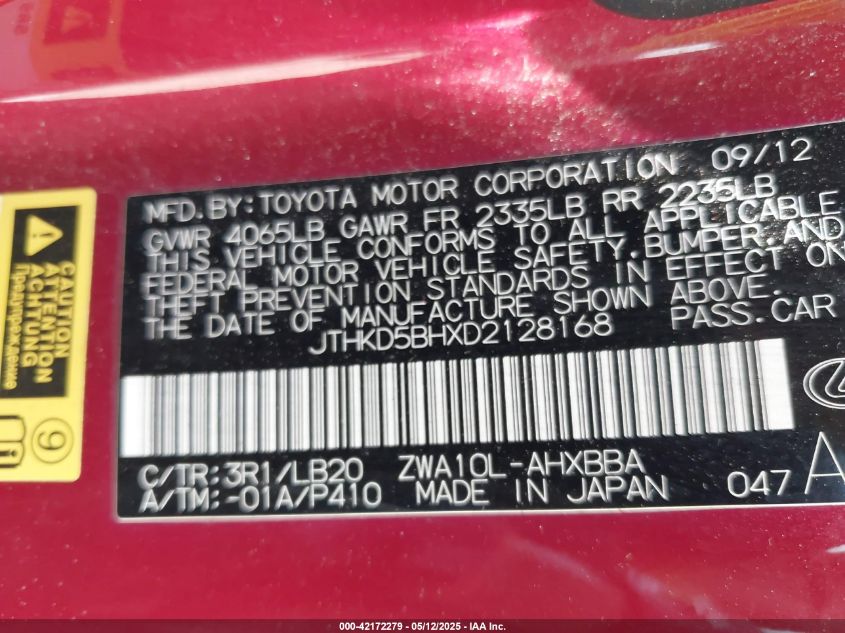 MFD. BY: TOYOTA MOTOR CORPORATION 09/12
GVWR 4065LB GAWR FR 2335LB RR 2235LB
THIS VEHICLE CONFORMS TO ALL APPLICABLE
FEDERAL MOTOR VEHICLE SAFETY, BUMPER, AND
THEFT PREVENTION STANDARDS IN EFFECT ON
THE DATE OF MANUFACTURE SHOWN ABOVE.
JTHKD5BHXD2128168 PASS. CAR
C/TR: 3R1/LB20 ZWA10L-AHXBBA
A/TM: -01A/P410 MADE IN JAPAN 047 A
CAUTION
ATTENTION
ACHTUNG
Предупреждение
9
000-42172279 - 05/12/2025 - IAA Inc.